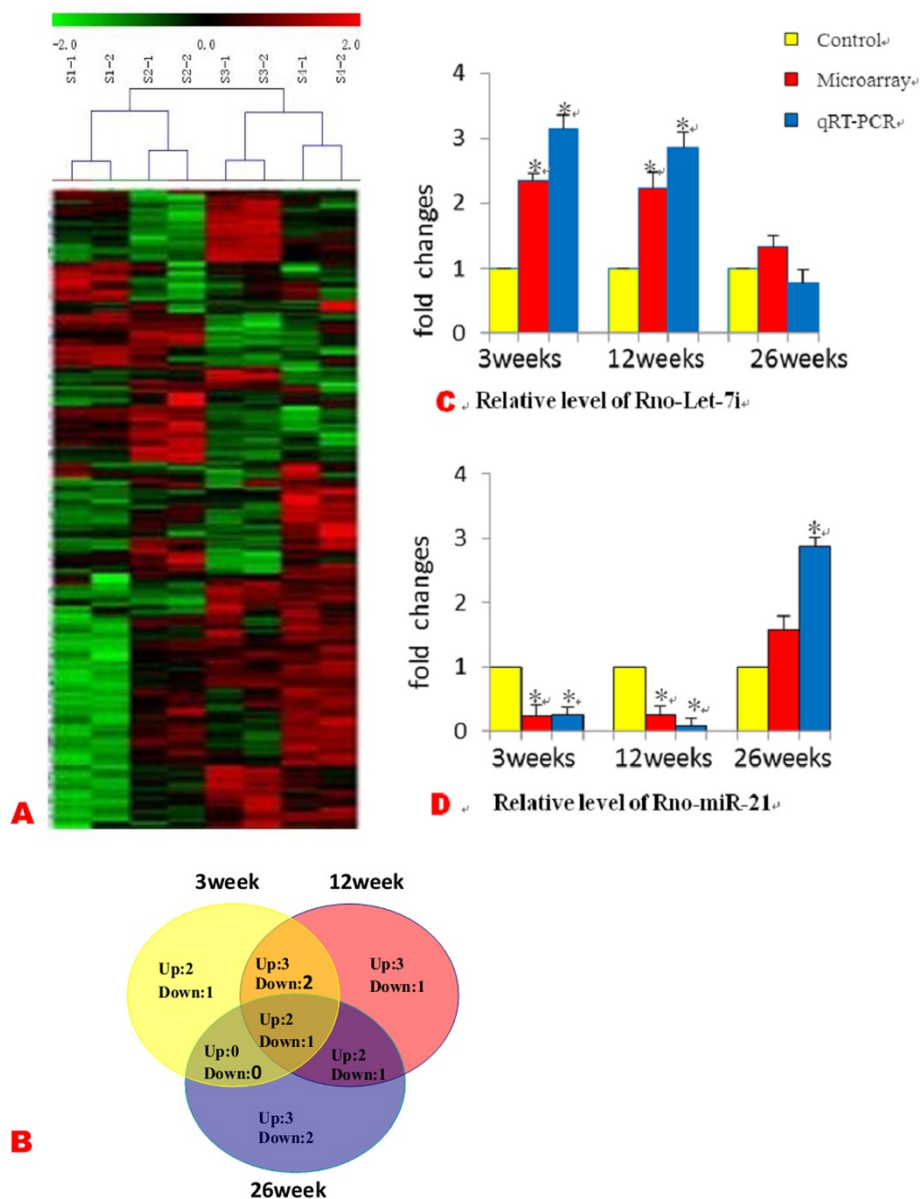 -2.0 0.0 2.0
S1-1 S1-2 S2-1 S2-2 S3-1 S3-2 S4-1 S4-2
A
4
3
2
1
0
fold changes
Control↵
Microarray↵
qRT-PCR↵
*↵ *↵ *↵ *↵
3weeks 12weeks 26weeks
C ↵ Relative level of Rno-Let-7i↵
4
3
2
1
0
fold changes
*↵ *↵ *↵ *↵ *↵
3weeks 12weeks 26weeks
D ↵ Relative level of Rno-miR-21↵
3week 12week
Up:2
Down:1
Up:3
Down:2
Up:3
Down:1
Up:2
Down:1
Up:0
Down:0
Up:2
Down:1
Up:3
Down:2
B
26week